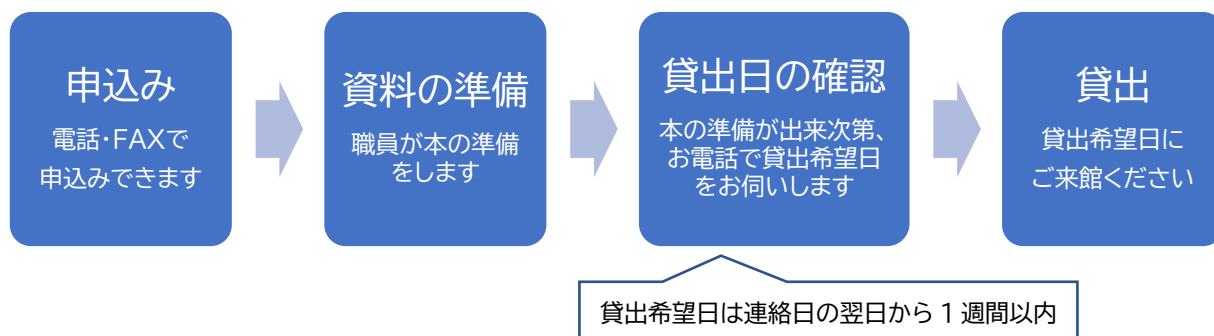 申込み
電話・FAXで
申込みできます
資料の準備
職員が本の準備
をします
貸出日の確認
本の準備が出来次第、
お電話で貸出希望日
をお伺いします
貸出
貸出希望日に
ご来館ください
貸出希望日は連絡日の翌日から1週間以内